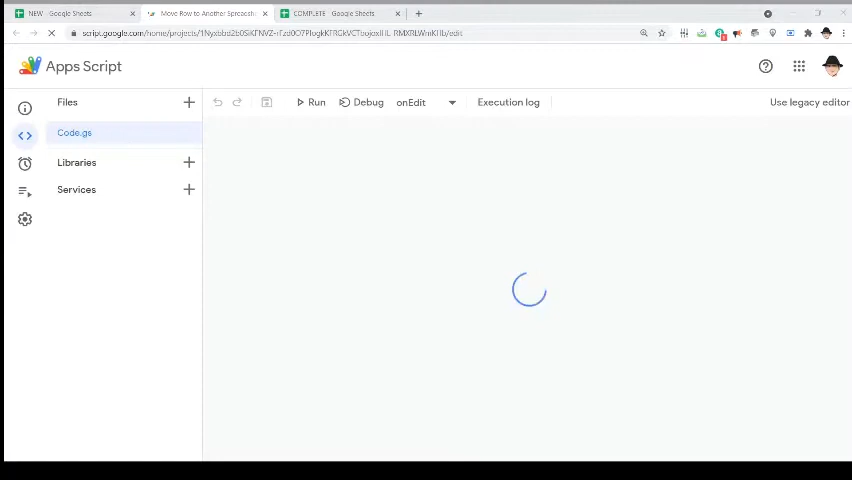 NEW - Google Sheets
Move Row to Another Spreadsh
COMPLETE - Google Sheets
Apps Script
Files
Run
Debug
onEdit
Execution log
Use legacy editor
Code.gs
Libraries
Services